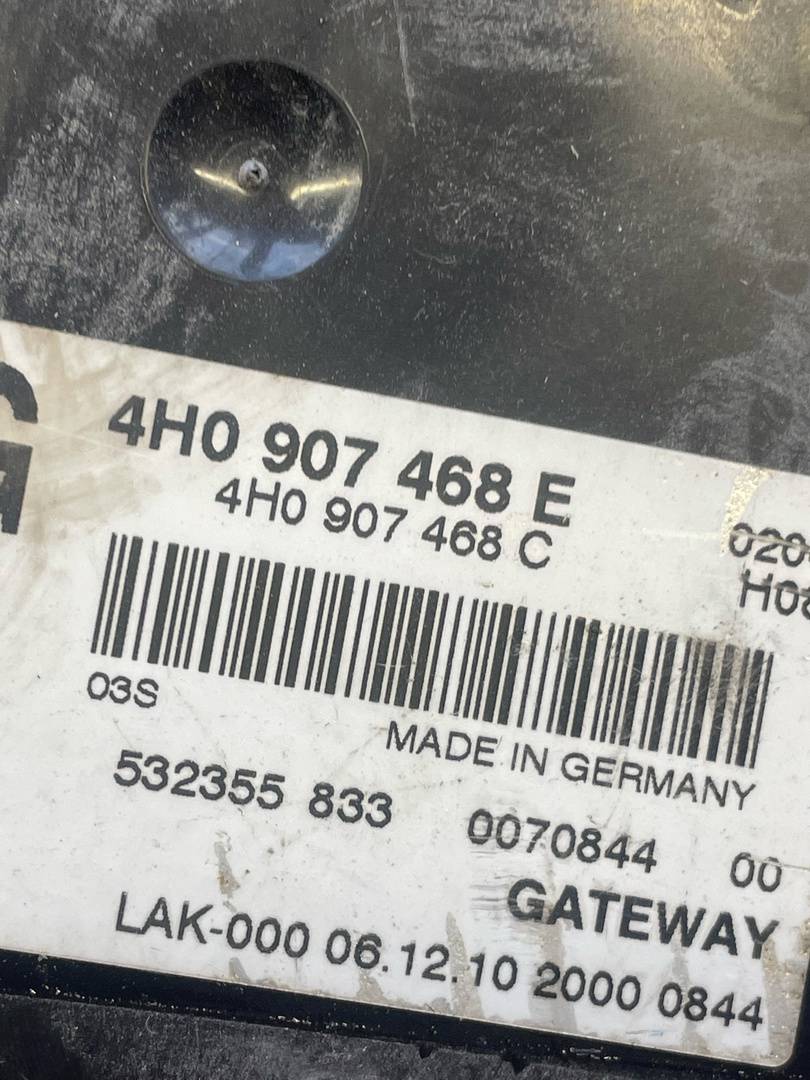 4H0 907 468 E
4H0 907 468 C
03S
MADE IN GERMANY
532355 833 0070844 00
GATEWAY
LAK-000 06.12.10 2000 0844